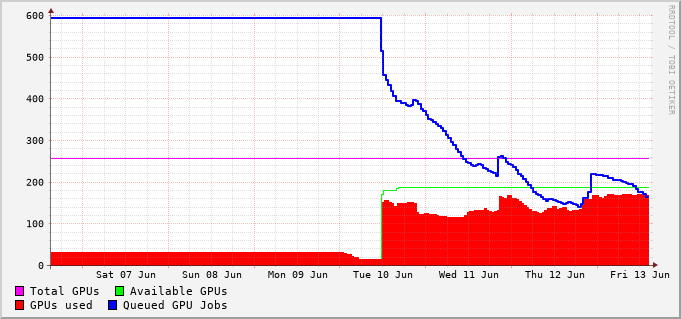 600
500
400
300
200
100
0
Sat 07 Jun Sun 08 Jun Mon 09 Jun Tue 10 Jun Wed 11 Jun Thu 12 Jun Fri 13 Jun
Total GPUs Available GPUs
GPUs used Queued GPU Jobs
RRDTOOL / TOBI OETIKER